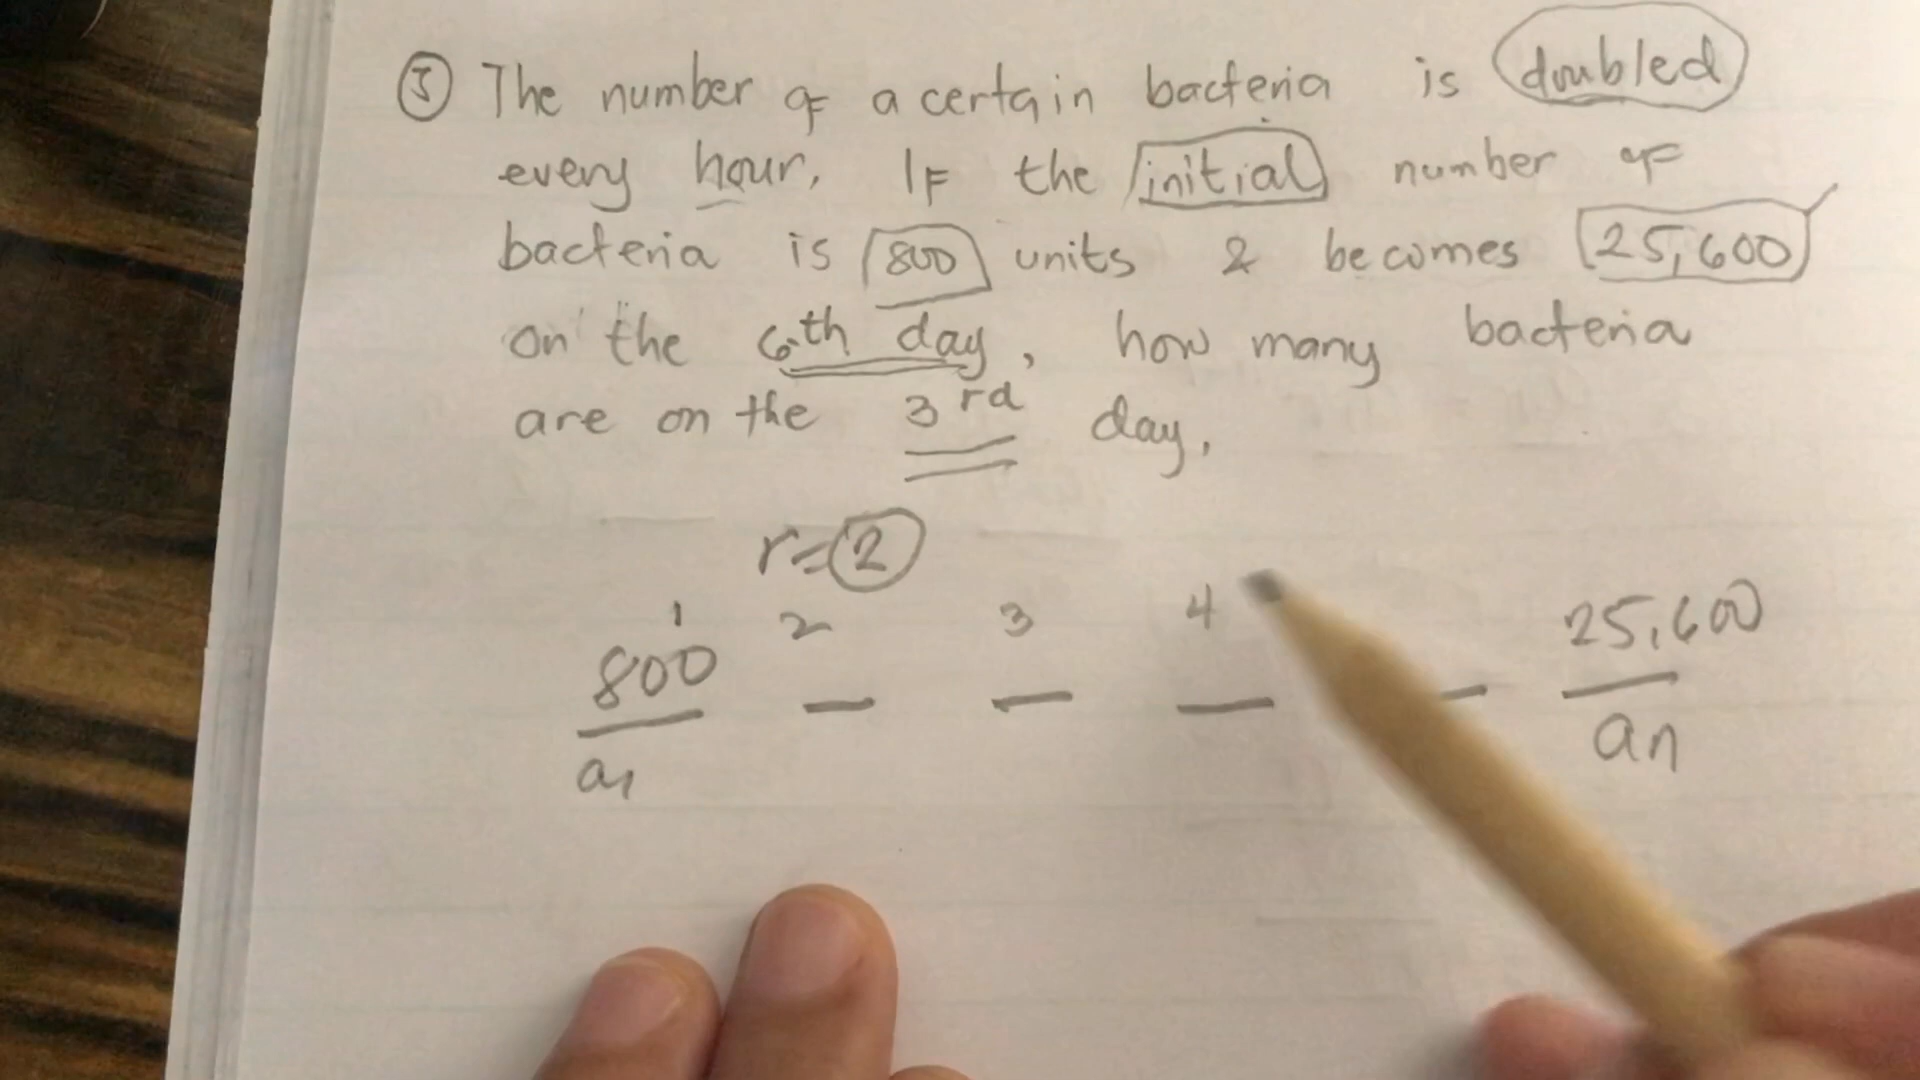 ⑤ The number of a certain bacteria is doubled
every hour. If the initial number of
bacteria is 800 units & becomes 25,600
on the 6th day, how many bacteria
are on the 3rd day.
r=2
1 2 3 4
800 _ _ _ _ 25,600
a1 an